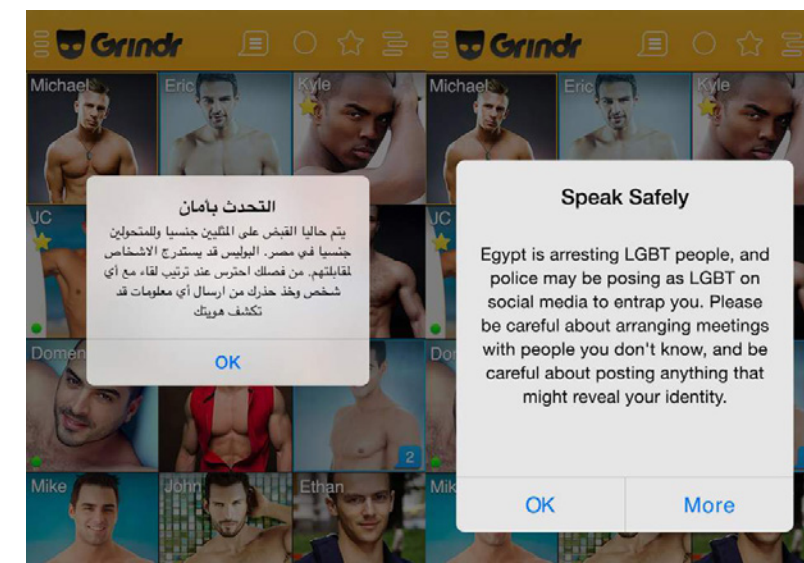 Grindr
Michael
Eric
Kyle
التحدث بأمان
يتم حاليا القبض على المثليين جنسيا وللمتحولين
جنسيا في مصر. البوليس قد يستدرج الاشخاص
لمقابلتهم. من فصلك احترس عند ترتيب لقاء مع أي
شخص وخذ حذرك من ارسال أي معلومات قد
تكشف هويتك
OK
JC
Domen
2
Mike
John
Ethan
Grindr
Michael
Eric
Kyle
Speak Safely
Egypt is arresting LGBT people, and
police may be posing as LGBT on
social media to entrap you. Please
be careful about arranging meetings
with people you don't know, and be
careful about posting anything that
might reveal your identity.
OK More
JC
Dor
Mik